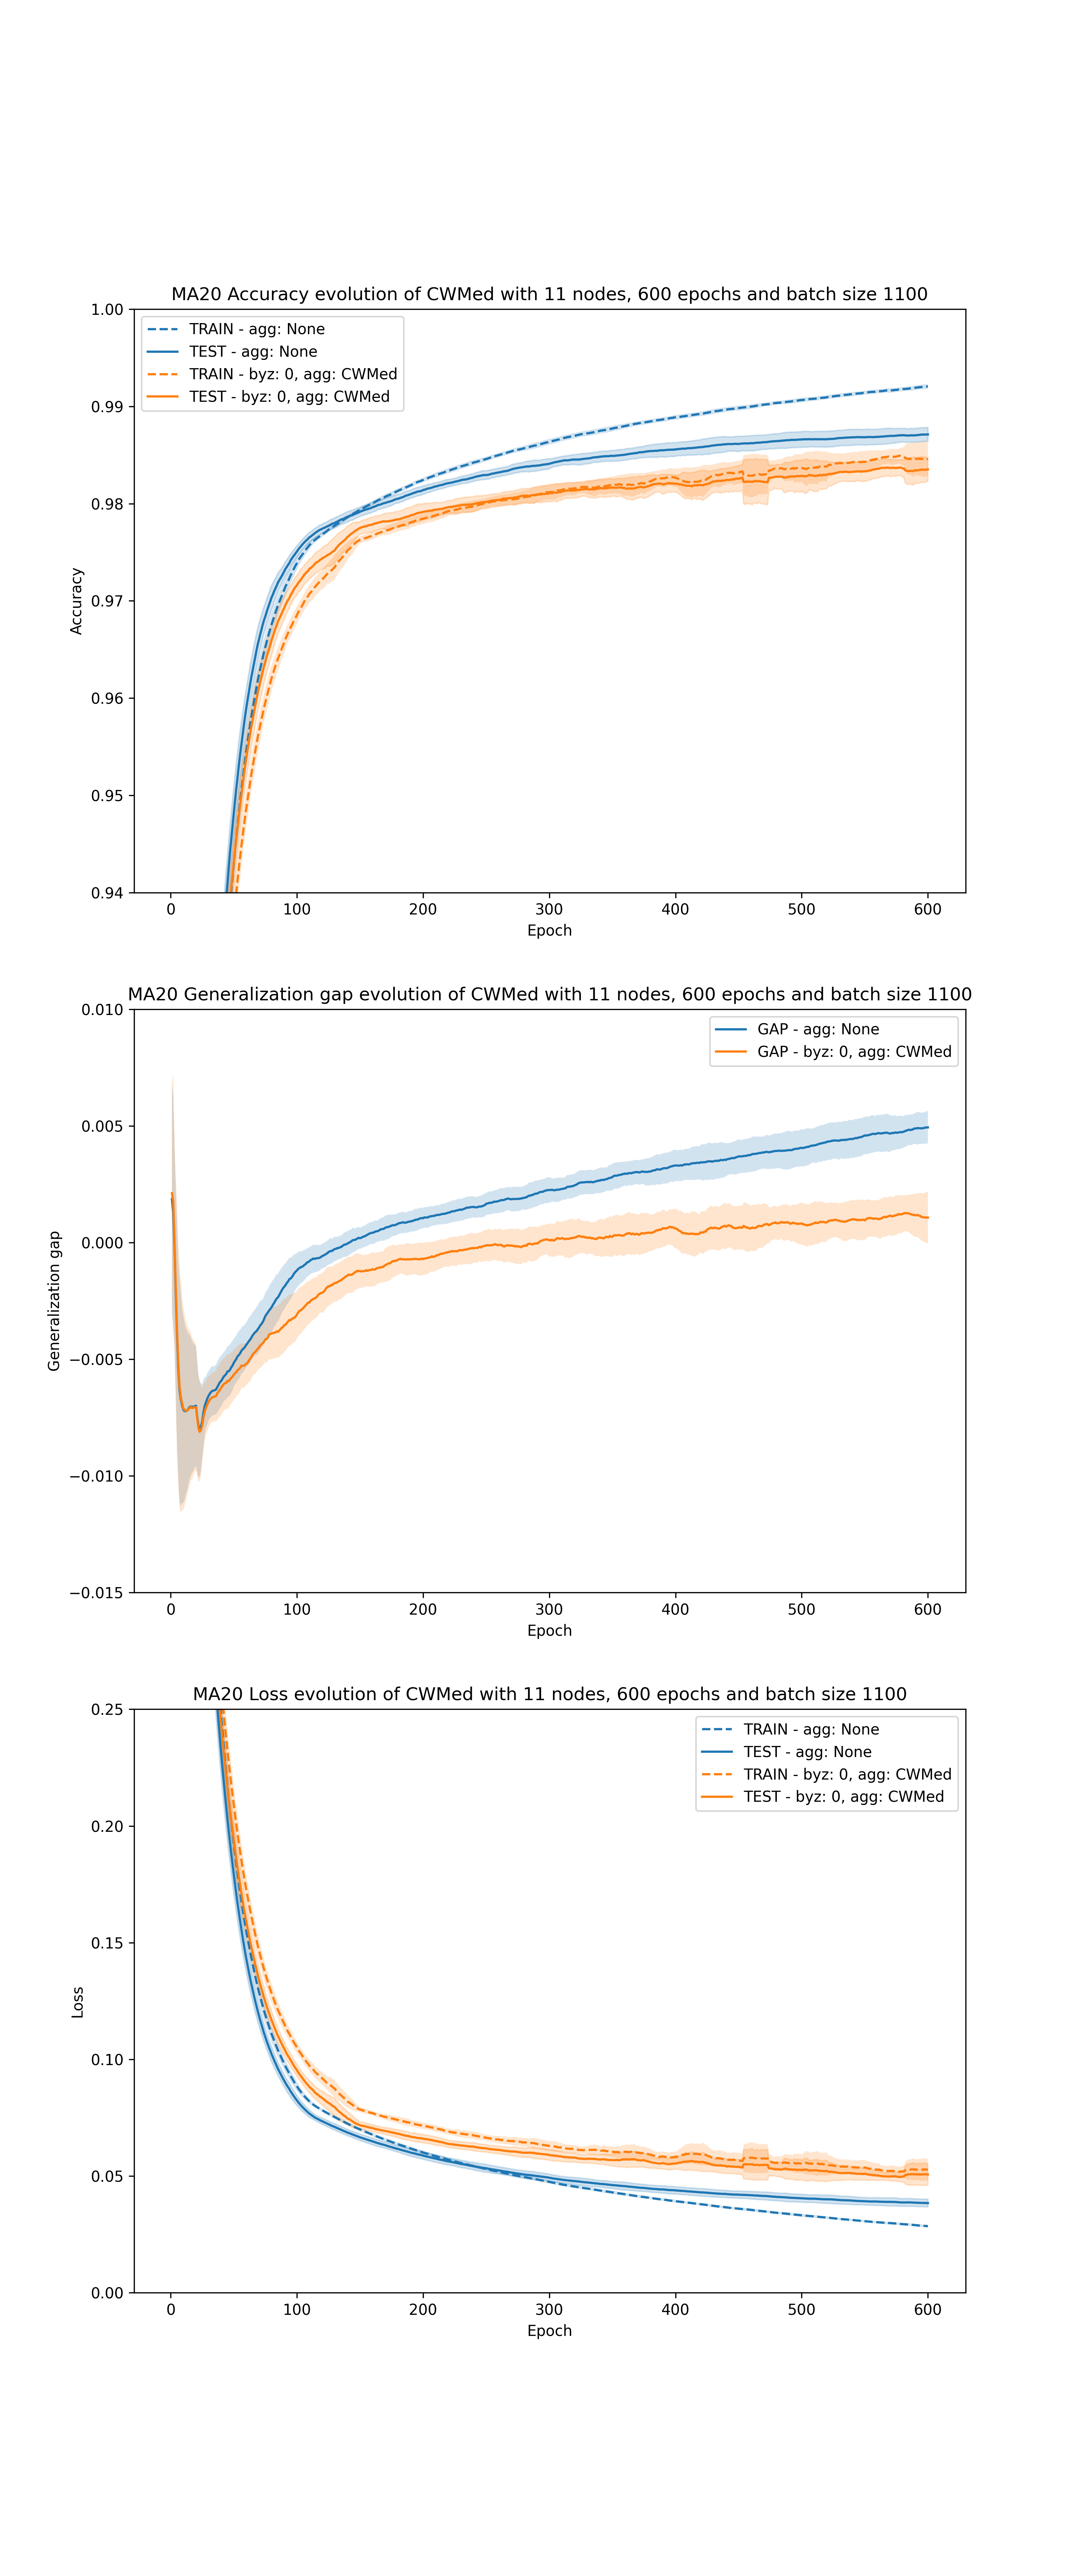 MA20 Accuracy evolution of CWMed with 11 nodes, 600 epochs and batch size 1100
TRAIN - agg: None
TEST - agg: None
TRAIN - byz: 0, agg: CWMed
TEST - byz: 0, agg: CWMed
1.00
0.99
0.98
0.97
0.96
0.95
0.94
Accuracy
0 100 200 300 400 500 600
Epoch
MA20 Generalization gap evolution of CWMed with 11 nodes, 600 epochs and batch size 1100
GAP - agg: None
GAP - byz: 0, agg: CWMed
0.010
0.005
0.000
−0.005
−0.010
−0.015
Generalization gap
0 100 200 300 400 500 600
Epoch
MA20 Loss evolution of CWMed with 11 nodes, 600 epochs and batch size 1100
TRAIN - agg: None
TEST - agg: None
TRAIN - byz: 0, agg: CWMed
TEST - byz: 0, agg: CWMed
0.25
0.20
0.15
0.10
0.05
0.00
Loss
0 100 200 300 400 500 600
Epoch